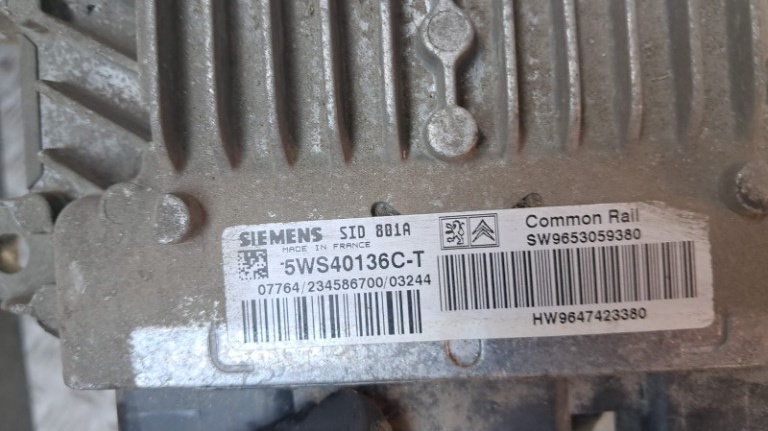 SIEMENS SID 801A
MADE IN FRANCE
5WS40136C-T
07764/234586700/03244
Common Rail
SW9653059380
HW9647423380